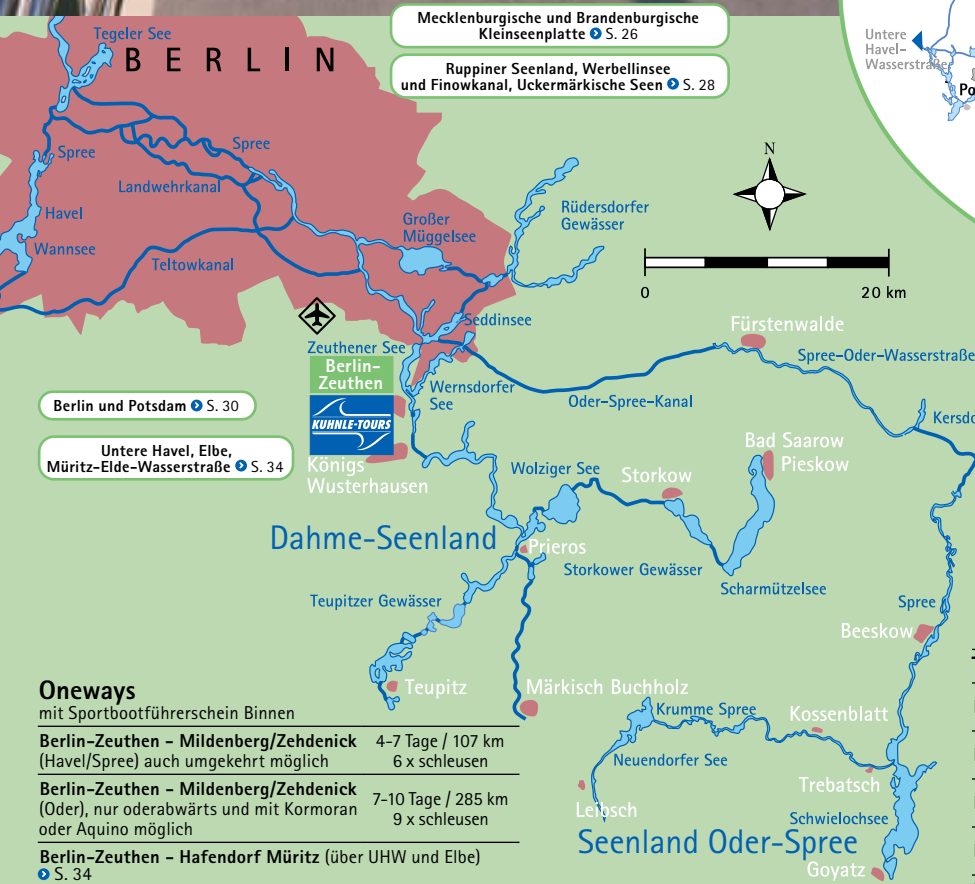 Mecklenburgische und Brandenburgische
Kleinseenplatte S. 26
Ruppiner Seenland, Werbellinsee
und Finowkanal, Uckermärkische Seen S. 28
Untere
Havel-
Wasserstraße
Po
Tegeler See
BERLIN
Spree
Spree
Landwehrkanal
Havel
Wannsee
Teltowkanal
Großer
Müggelsee
Rüdersdorfer
Gewässer
N
0 20 km
Seddinsee
Zeuthener See
Berlin-
Zeuthen
KUHNLE-TOURS
Wernsdorfer
See
Königs
Wusterhausen
Fürstenwalde
Spree-Oder-Wasserstraße
Oder-Spree-Kanal
Kersdo
Berlin und Potsdam S. 30
Untere Havel, Elbe,
Müritz-Elde-Wasserstraße S. 34
Bad Saarow
Pieskow
Wolziger See
Storkow
Dahme-Seenland
Prieros
Storkower Gewässer
Scharmützelsee
Teupitzer Gewässer
Spree
Beeskow
Teupitz
Märkisch Buchholz
Krumme Spree
Kossenblatt
Neuendorfer See
Trebatsch
Leibsch
Schwielochsee
Seenland Oder-Spree
Goyatz
Oneways
mit Sportbootführerschein Binnen
Berlin-Zeuthen - Mildenberg/Zehdenick 4-7 Tage / 107 km
(Havel/Spree) auch umgekehrt möglich 6 x schleusen
Berlin-Zeuthen - Mildenberg/Zehdenick
(Oder), nur oderabwärts und mit Kormoran 7-10 Tage / 285 km
oder Aquino möglich 9 x schleusen
Berlin-Zeuthen - Hafendorf Müritz (über UHW und Elbe)
S. 34